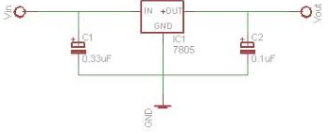 Vin
IN +OUT
GND
Vout
C1
0.33uF
IC1
7805
C2
0.1uF
GND